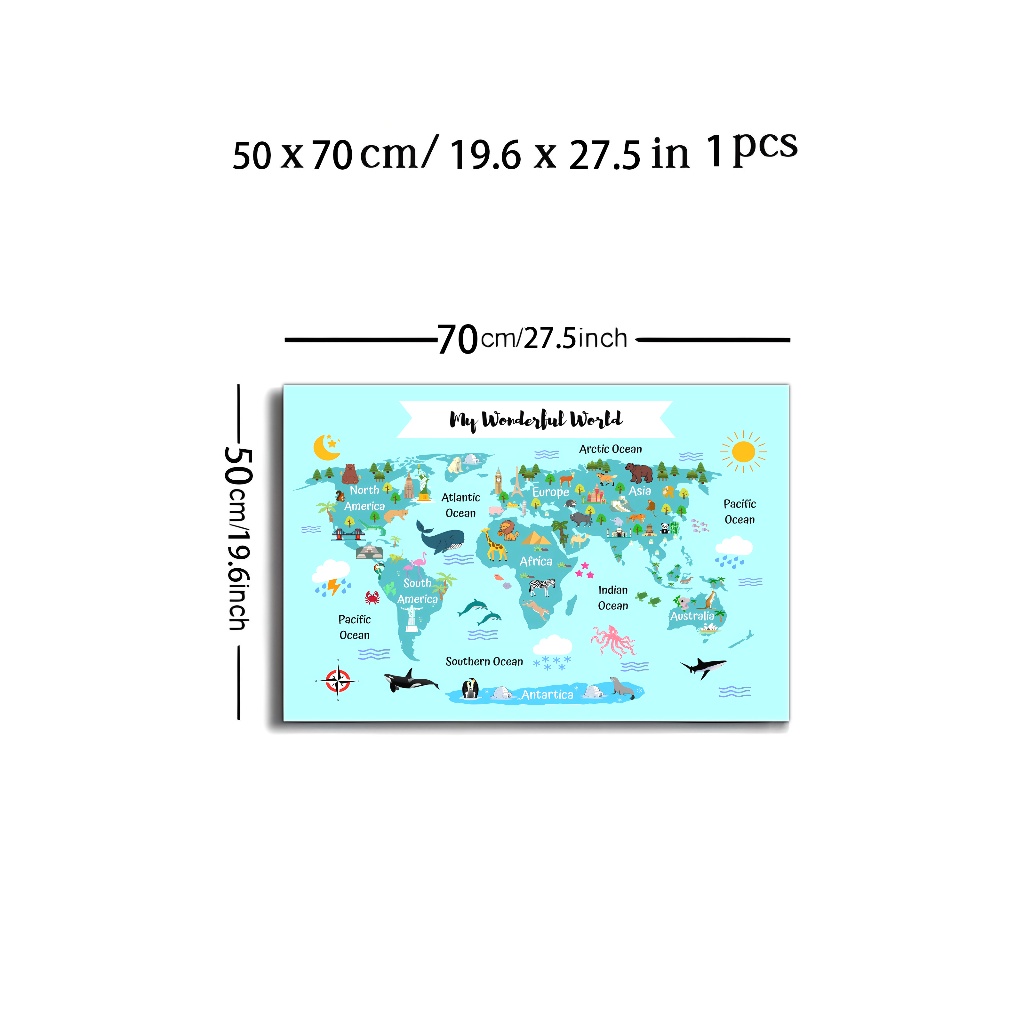 50 x 70 cm/ 19.6 x 27.5 in 1 pcs
70cm/27.5inch
50cm/19.6inch
My Wonderful World
Arctic Ocean
North
America
Atlantic
Ocean
Europe
Asia
Pacific
Ocean
Africa
South
America
Indian
Ocean
Pacific
Ocean
Australia
Southern Ocean
Antartica